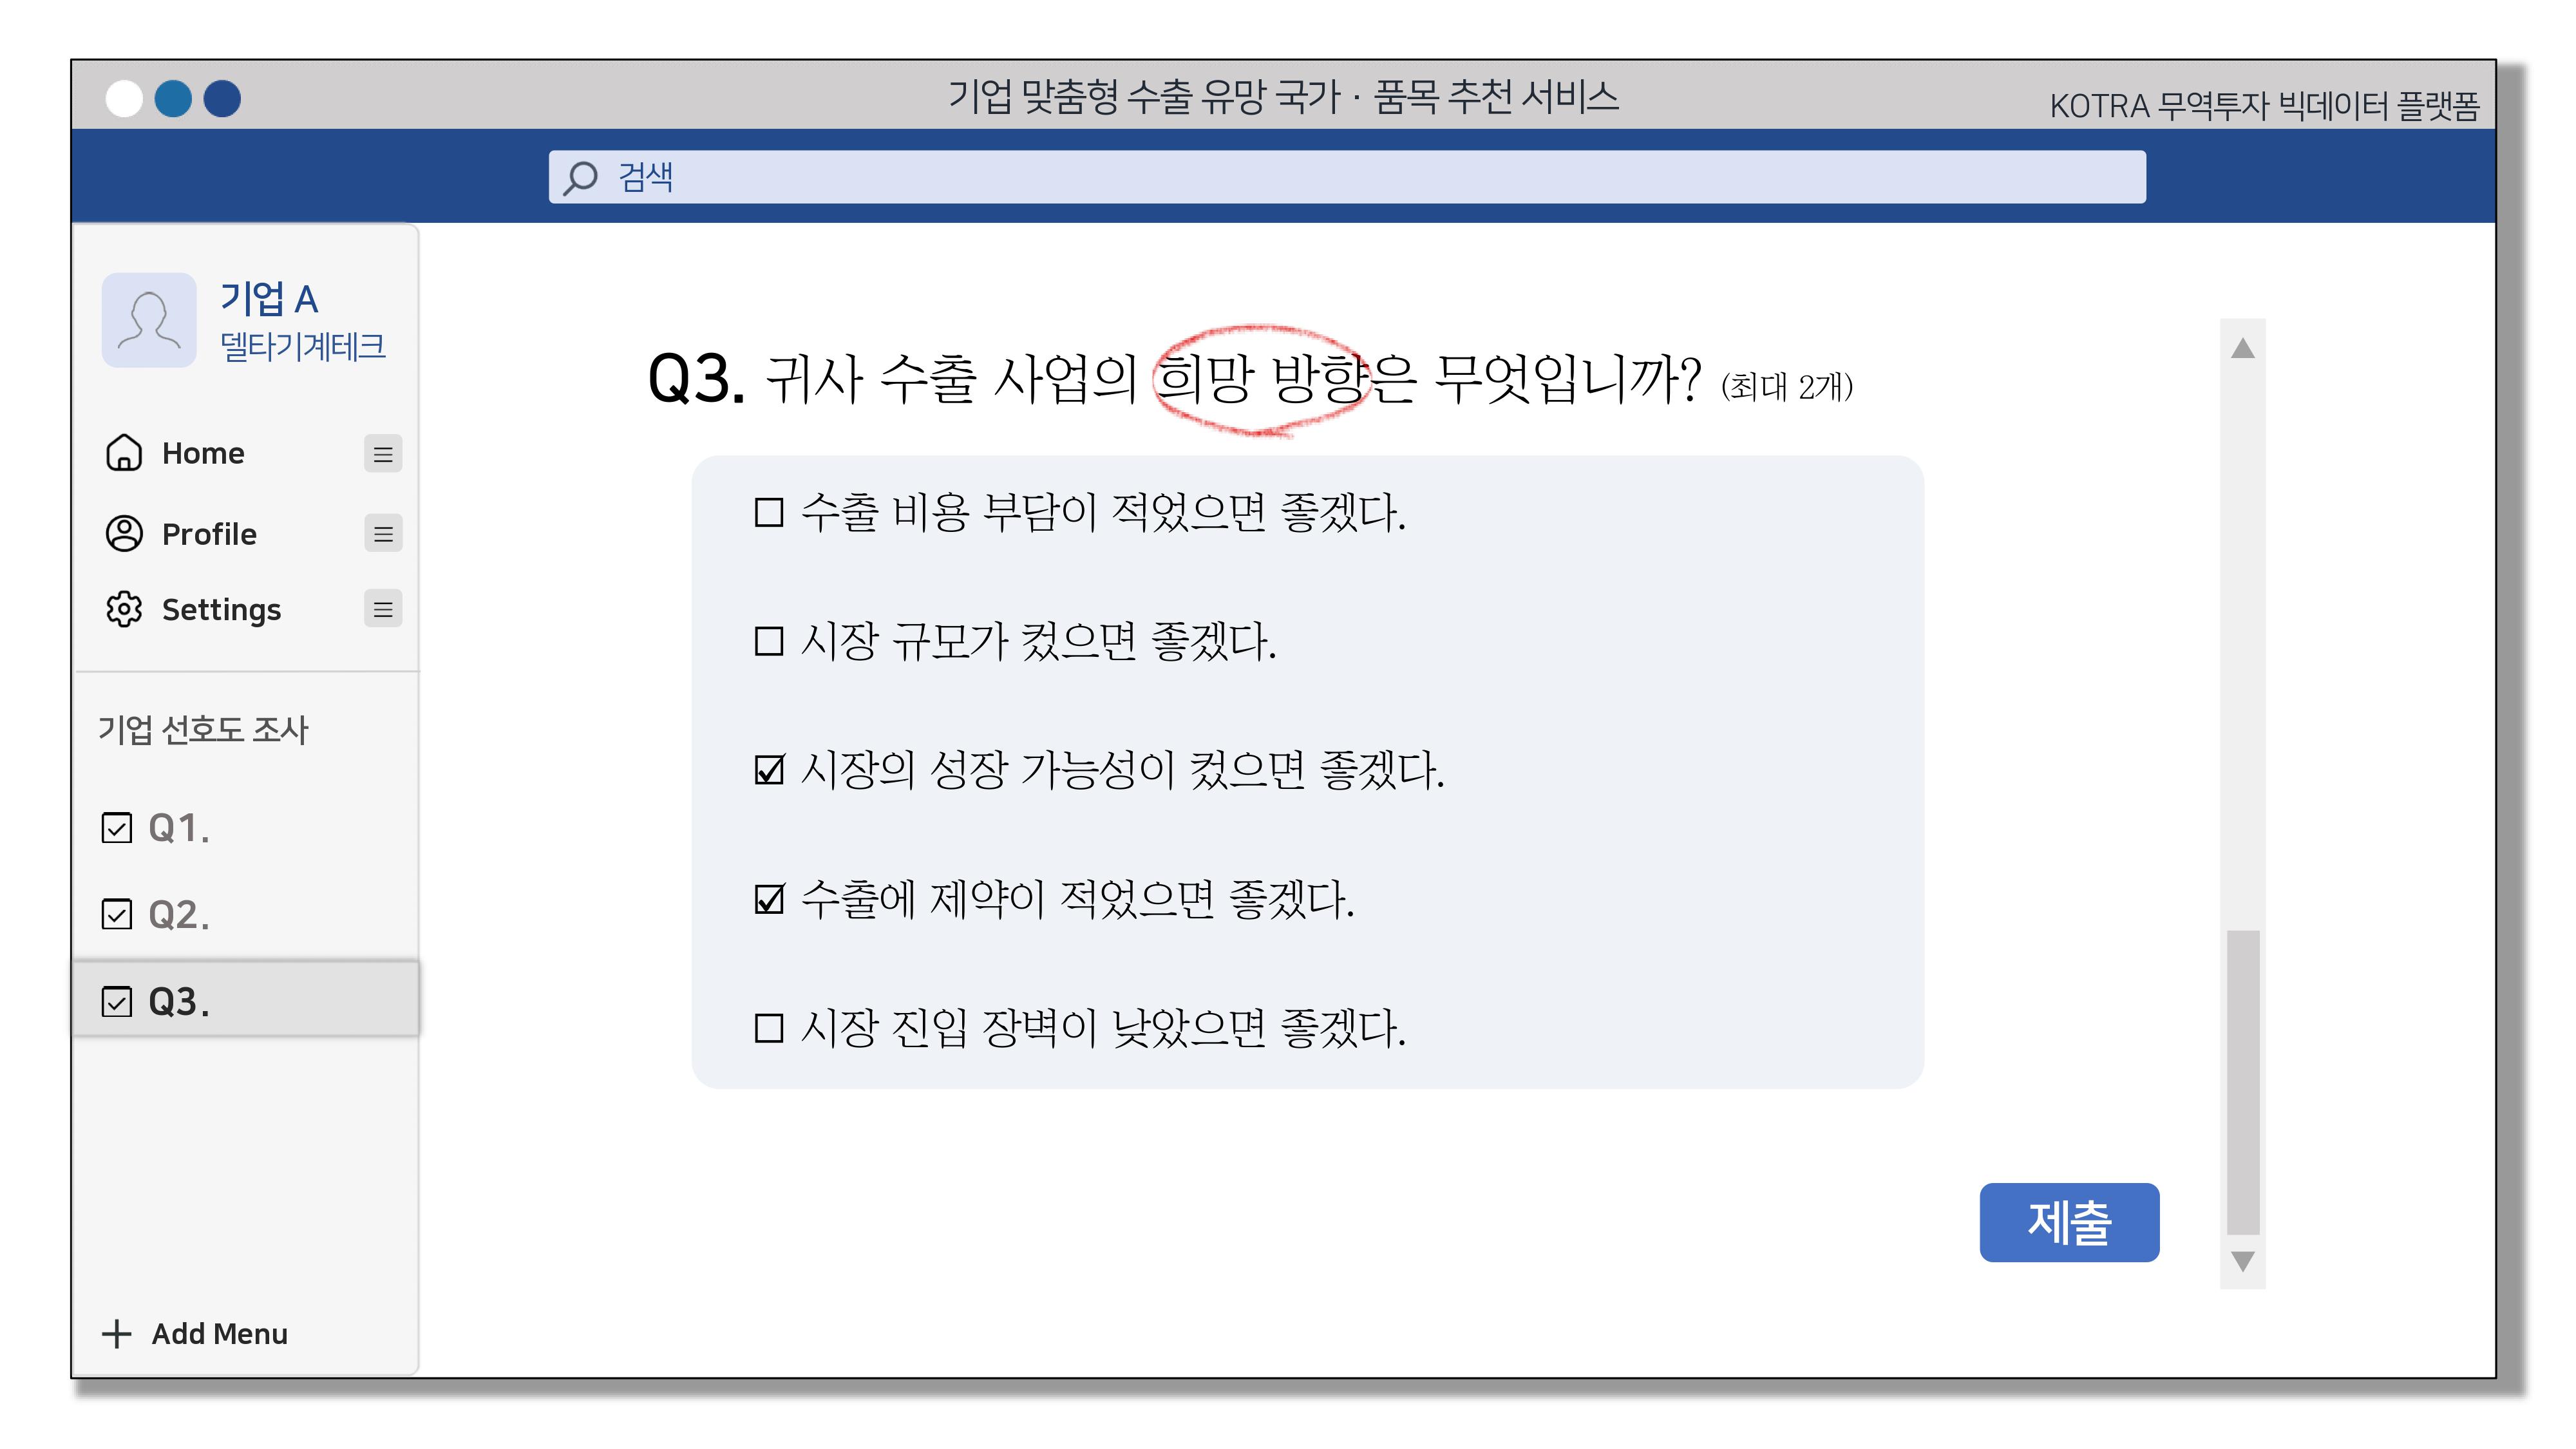 기업 맞춤형 수출 유망 국가 · 품목 추천 서비스
KOTRA 무역투자 빅데이터 플랫폼
검색
기업 A
델타기계테크
Home
Profile
Settings
기업 선호도 조사
Q1.
Q2.
Q3.
Add Menu
Q3. 귀사 수출 사업의 희망 방향은 무엇입니까? (최대 2개)
☐ 수출 비용 부담이 적었으면 좋겠다.
☐ 시장 규모가 컸으면 좋겠다.
☑ 시장의 성장 가능성이 컸으면 좋겠다.
☑ 수출에 제약이 적었으면 좋겠다.
☐ 시장 진입 장벽이 낮았으면 좋겠다.
제출